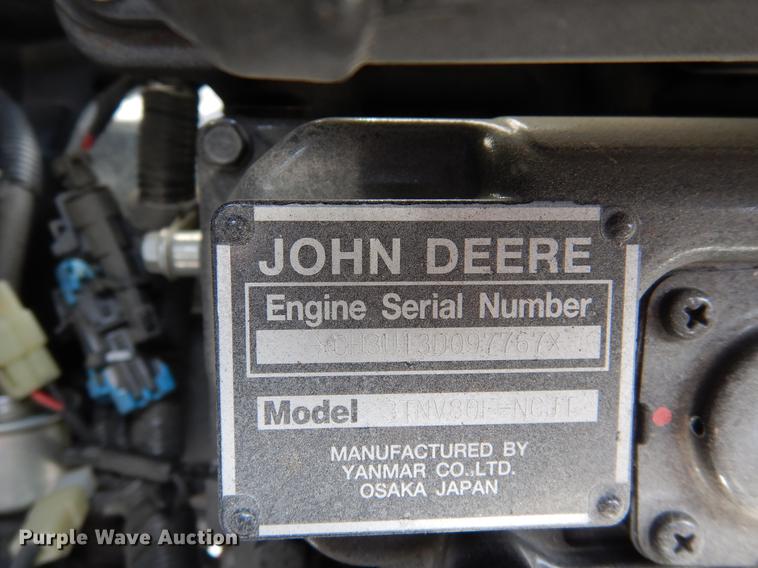 JOHN DEERE
Engine Serial Number
Model
MANUFACTURED BY
YANMAR CO.,LTD.
OSAKA JAPAN
Purple Wave Auction